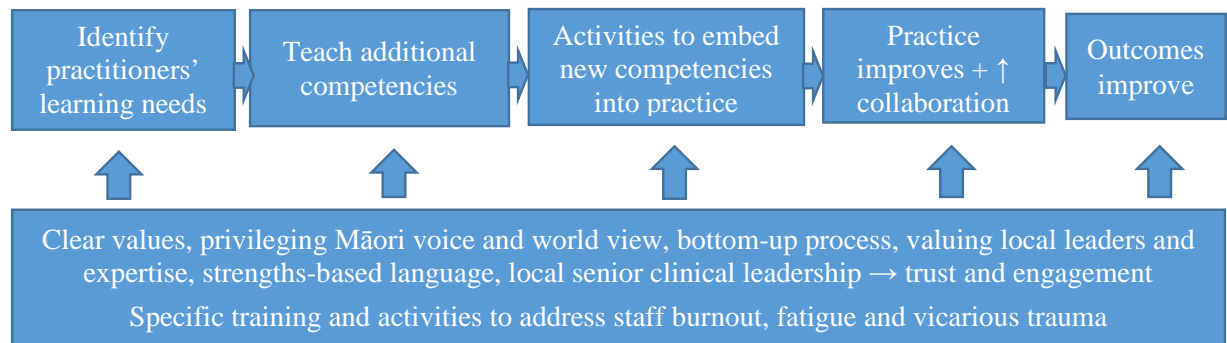 Identify
practitioners’
learning needs
Teach additional
competencies
Activities to embed
new competencies
into practice
Practice
improves + ↑
collaboration
Outcomes
improve
Clear values, privileging Māori voice and world view, bottom-up process, valuing local leaders and
expertise, strengths-based language, local senior clinical leadership → trust and engagement
Specific training and activities to address staff burnout, fatigue and vicarious trauma